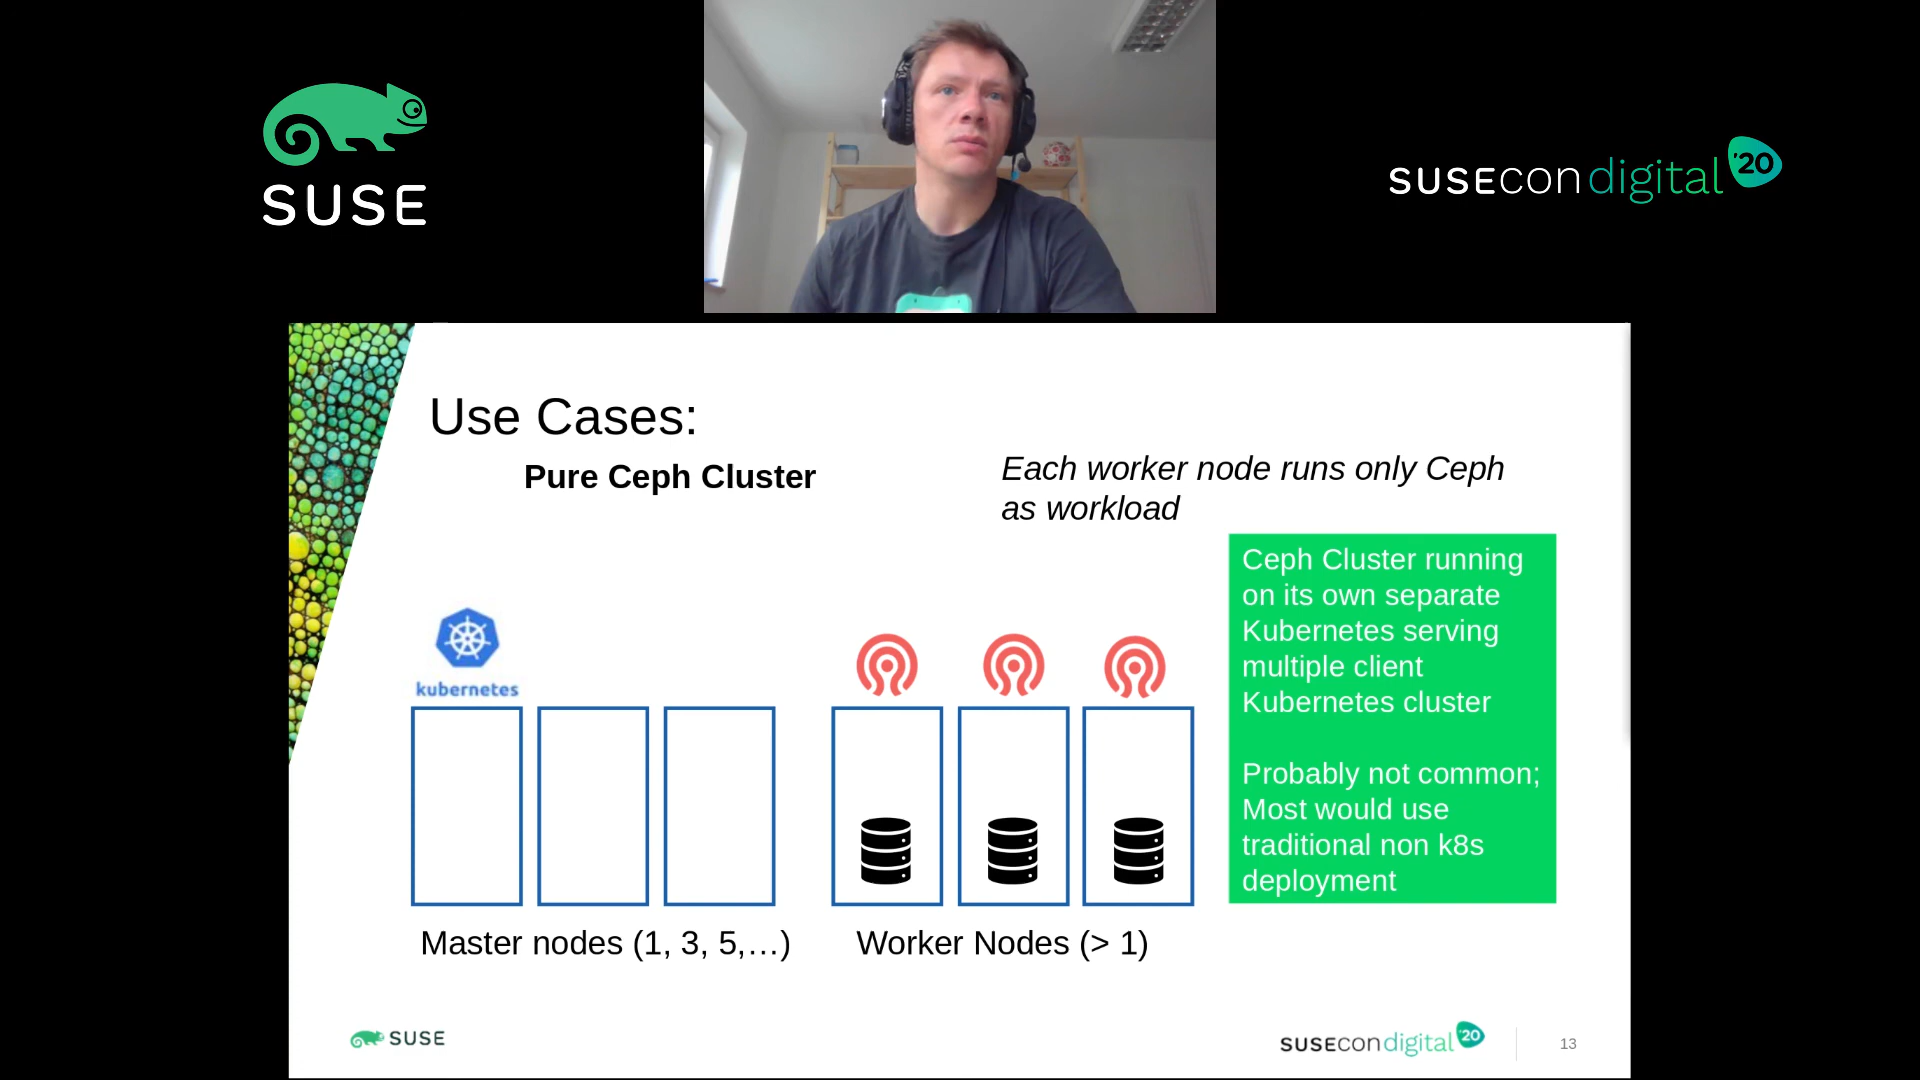 SUSE
SUSEcon digital '20
Use Cases:
Pure Ceph Cluster
Each worker node runs only Ceph
as workload
Ceph Cluster running
on its own separate
Kubernetes serving
multiple client
Kubernetes cluster
Probably not common;
Most would use
traditional non k8s
deployment
kubernetes
Master nodes (1, 3, 5,…)
Worker Nodes (> 1)
SUSE
SUSEcon digital '20
13